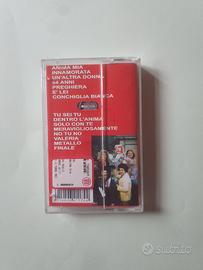 ANIMA MIA
INNAMORATA
UN'ALTRA DONNA
64 ANNI
PREGHIERA
E' LEI
CONCHIGLIA BIANCA
TU SEI TU
DENTRO L'ANIMA
SOLO CON TE
MERAVIGLIOSAMENTE
NO TU NO
VALERIA
METALLO
FINALE
subito